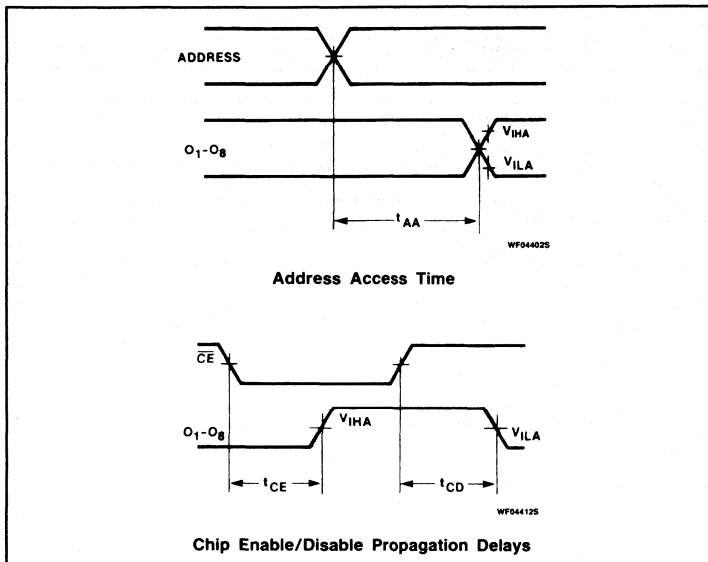 ADDRESS
O1-O8
VIHA
VILA
tAA
WF04402S
Address Access Time
CE
O1-O8
VIHA
VILA
tCE
tCD
WF04412S
Chip Enable/Disable Propagation Delays